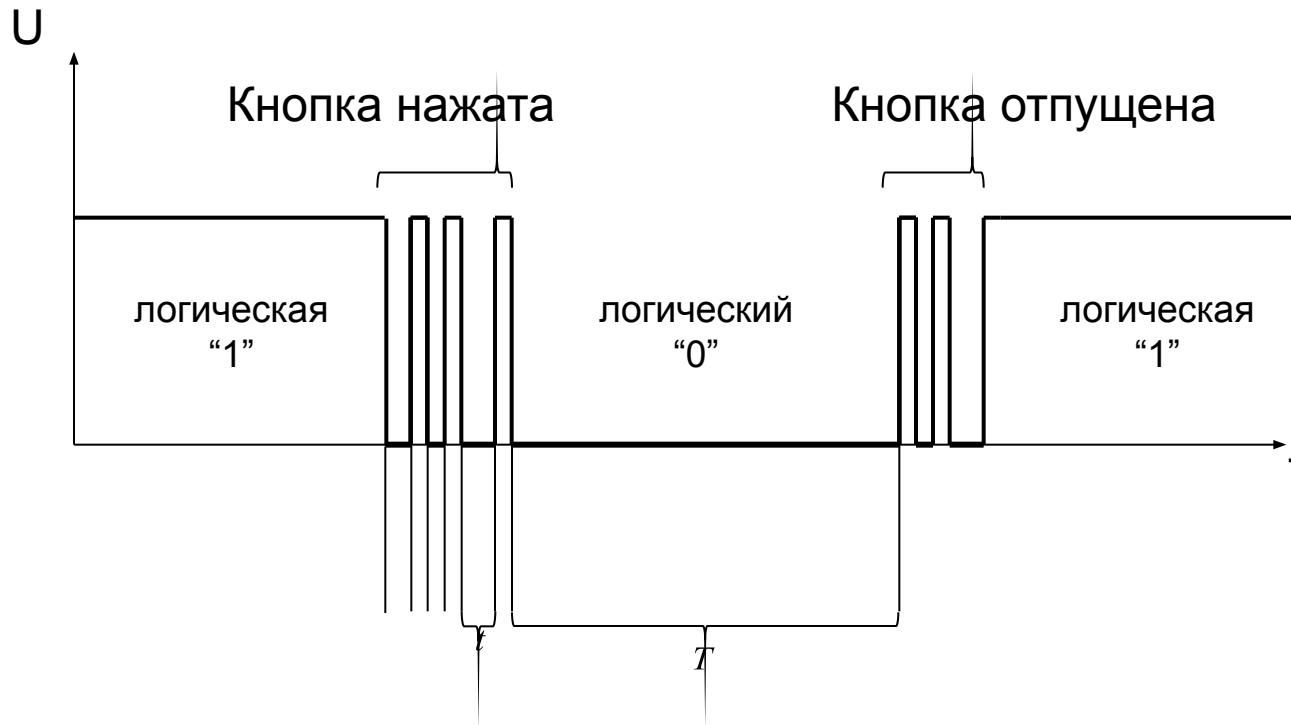 U
Кнопка нажата
Кнопка отпущена
логическая
“1”
логический
“0”
логическая
“1”
t
T